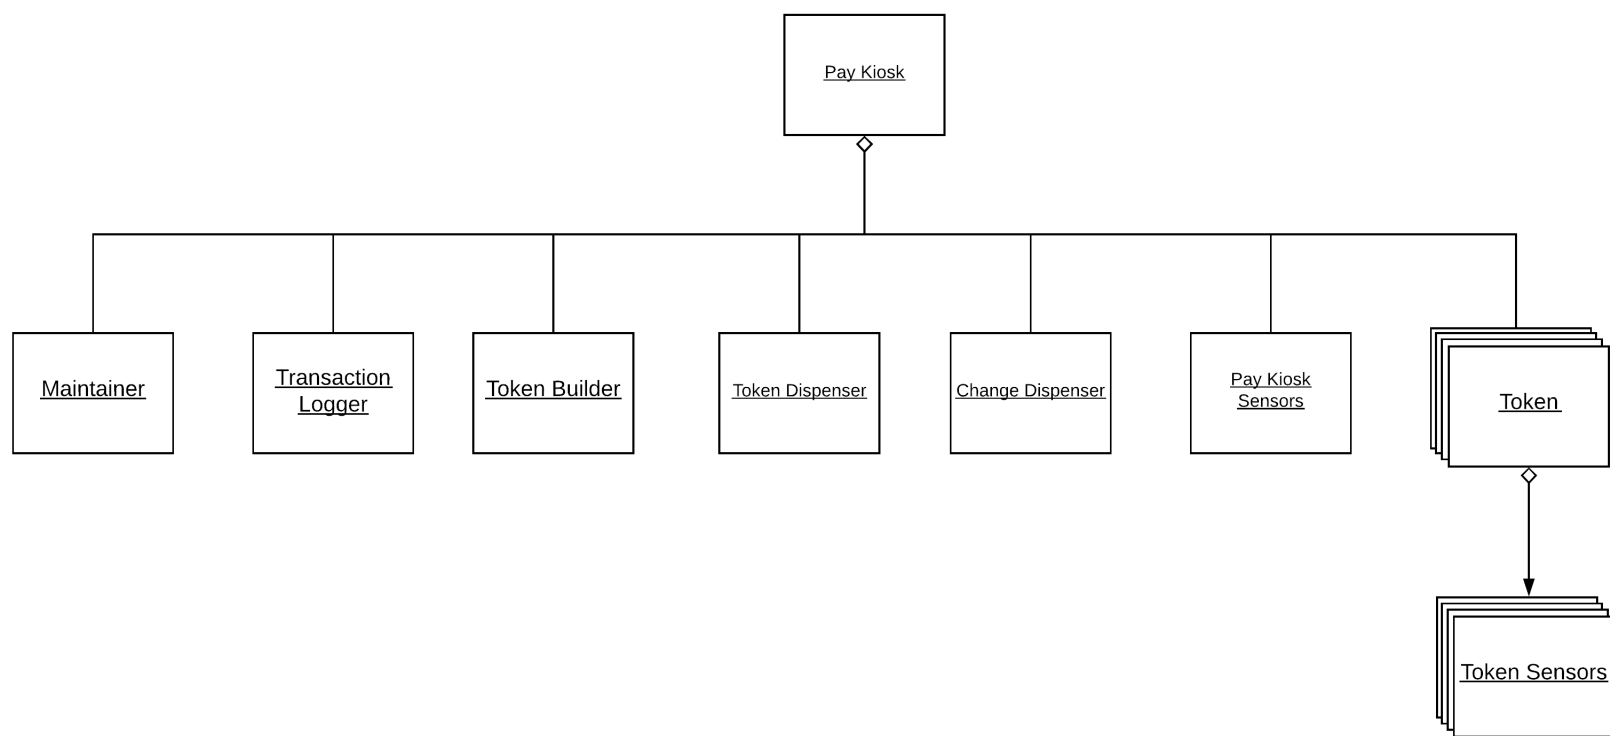 Pay Kiosk
Maintainer
Transaction
Logger
Token Builder
Token Dispenser
Change Dispenser
Pay Kiosk
Sensors
Token
Token Sensors